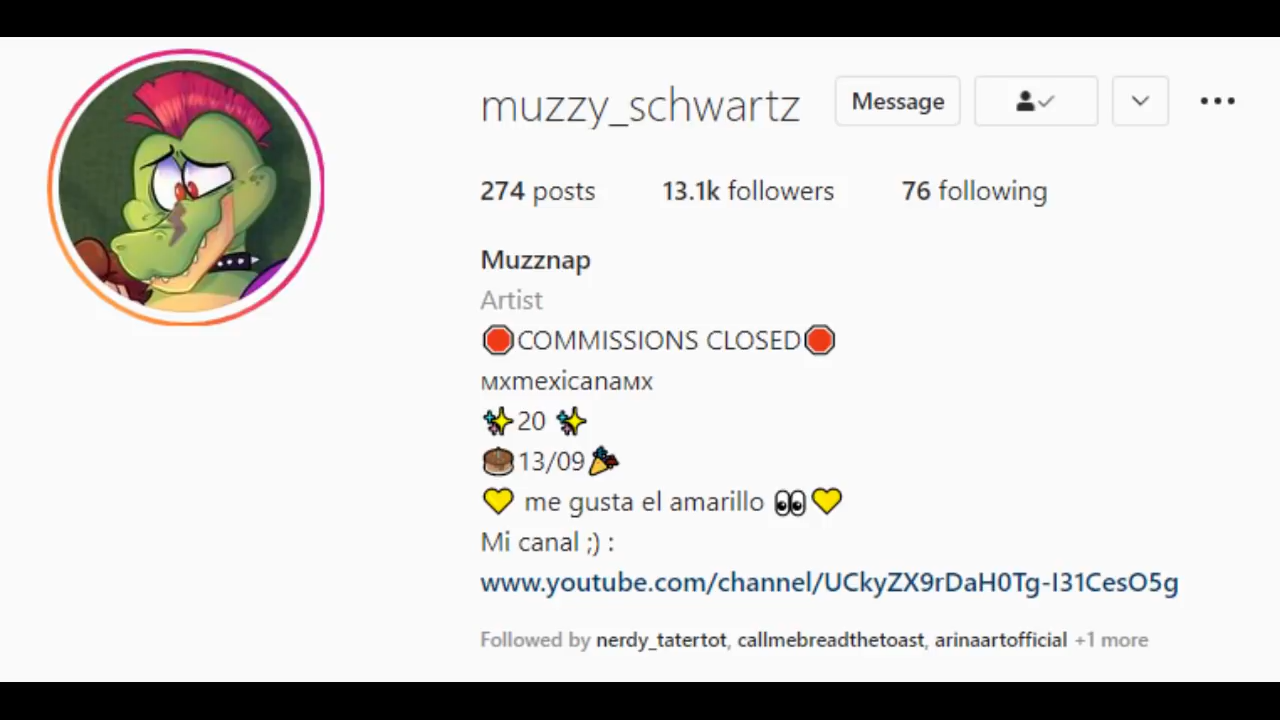 muzzy_schwartz Message
274 posts 13.1k followers 76 following
Muzznap
Artist
🛑COMMISSIONS CLOSED🛑
мxmexicanaмx
✨20 ✨
🎂13/09🎉
💛 me gusta el amarillo 👀💛
Mi canal ;) :
www.youtube.com/channel/UCkyZX9rDaH0Tg-I31CesO5g
Followed by nerdy_tatertot, callmebreadthetoast, arinaartofficial +1 more